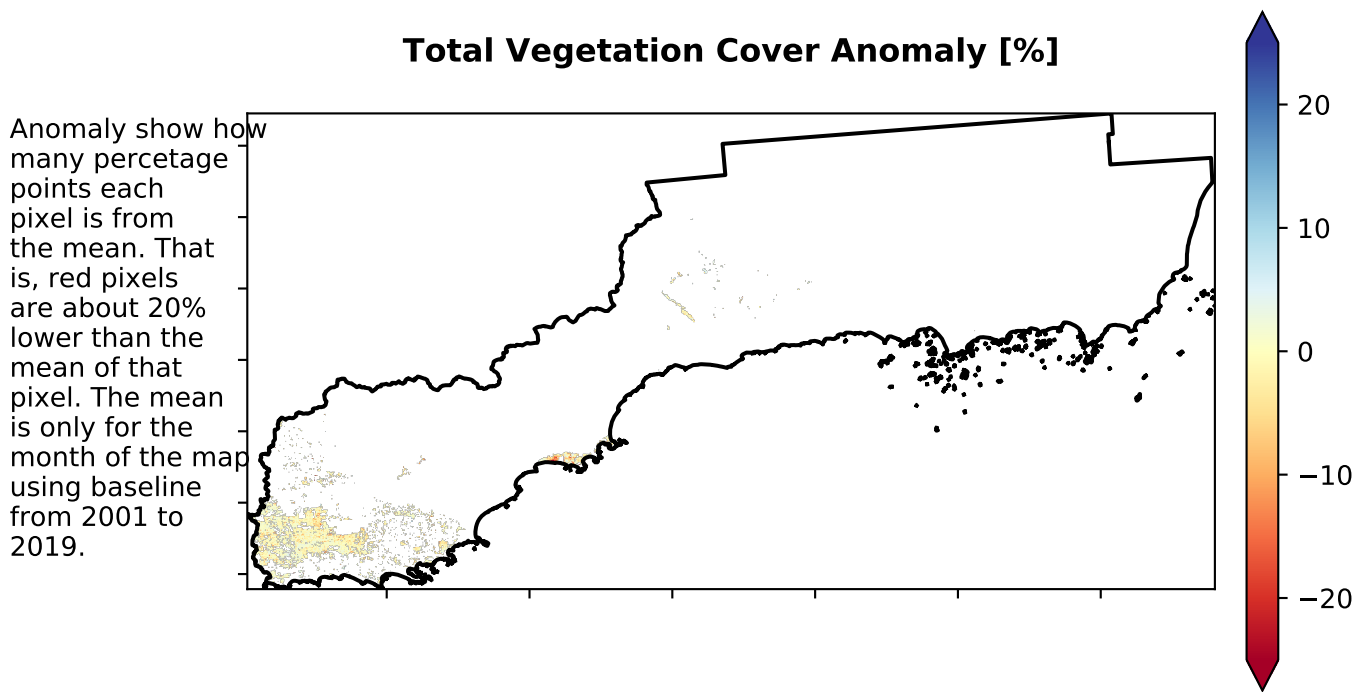 Total Vegetation Cover Anomaly [%]
Anomaly show how
many percetage
points each
pixel is from
the mean. That
is, red pixels
are about 20%
lower than the
mean of that
pixel. The mean
is only for the
month of the map
using baseline
from 2001 to
2019.
20
10
0
−10
−20